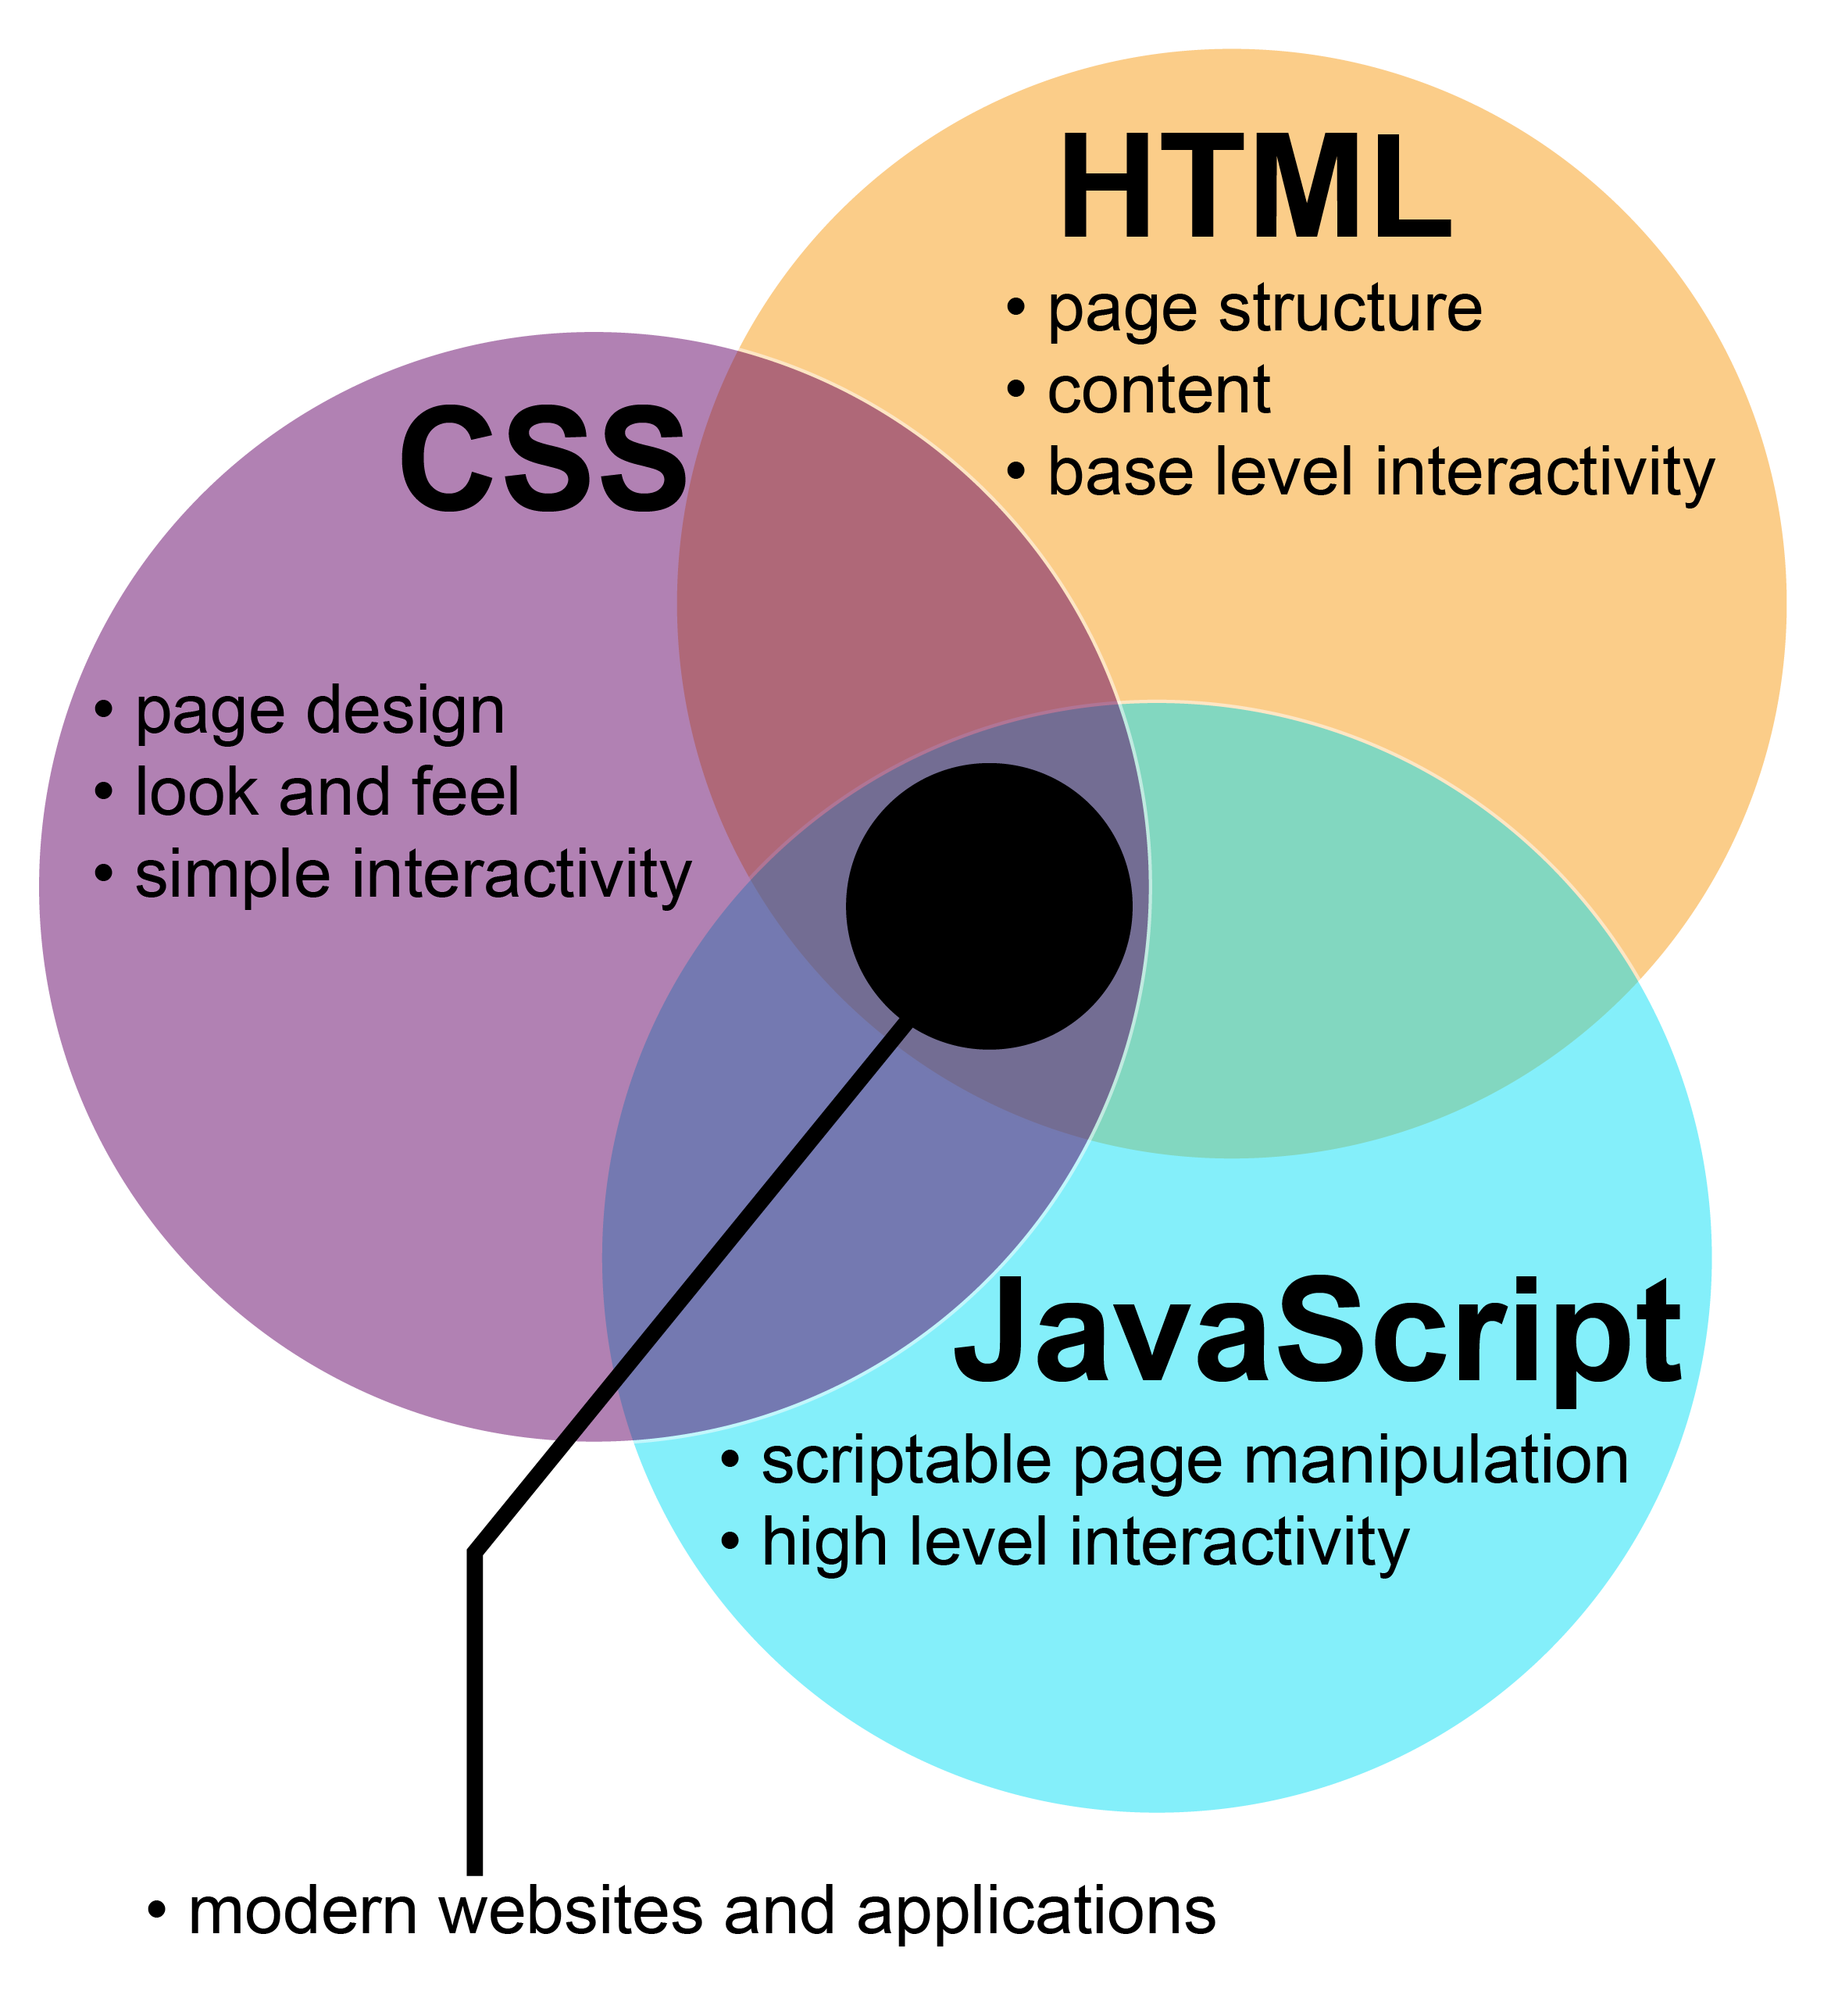 HTML
• page structure
• content
• base level interactivity
CSS
• page design
• look and feel
• simple interactivity
JavaScript
• scriptable page manipulation
• high level interactivity
• modern websites and applications